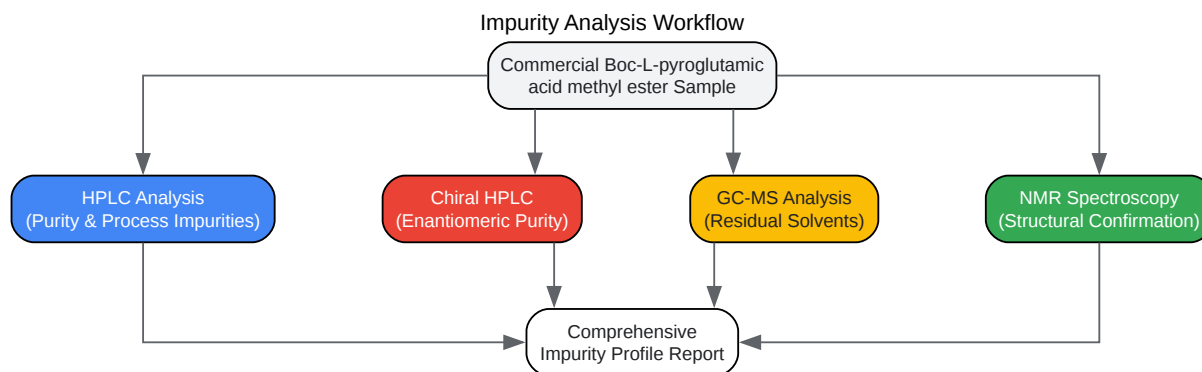 Impurity Analysis Workflow
Commercial Boc-L-pyroglutamic
acid methyl ester Sample
HPLC Analysis
(Purity & Process Impurities)
Chiral HPLC
(Enantiomeric Purity)
GC-MS Analysis
(Residual Solvents)
NMR Spectroscopy
(Structural Confirmation)
Comprehensive
Impurity Profile Report